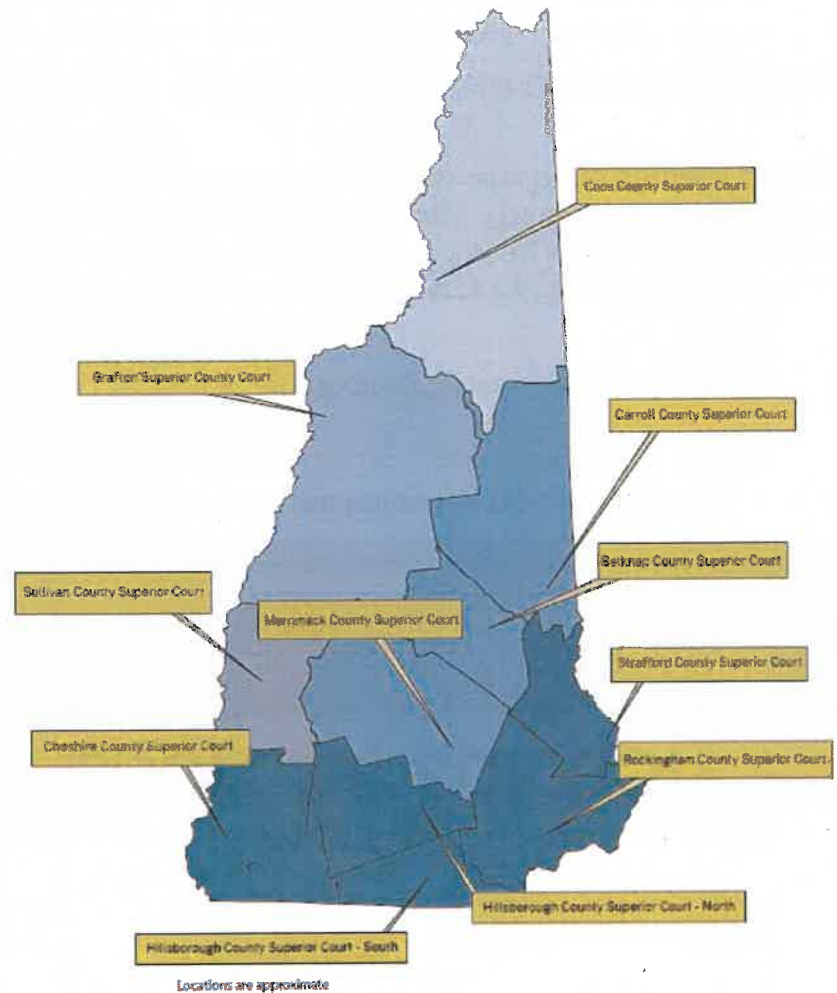 Coos County Superior Court
Grafton Superior County Court
Carroll County Superior Court
Belknap County Superior Court
Sullivan County Superior Court
Merrimack County Superior Court
Strafford County Superior Court
Cheshire County Superior Court
Rockingham County Superior Court
Hillsborough County Superior Court - North
Hillsborough County Superior Court - South
Locations are approximate